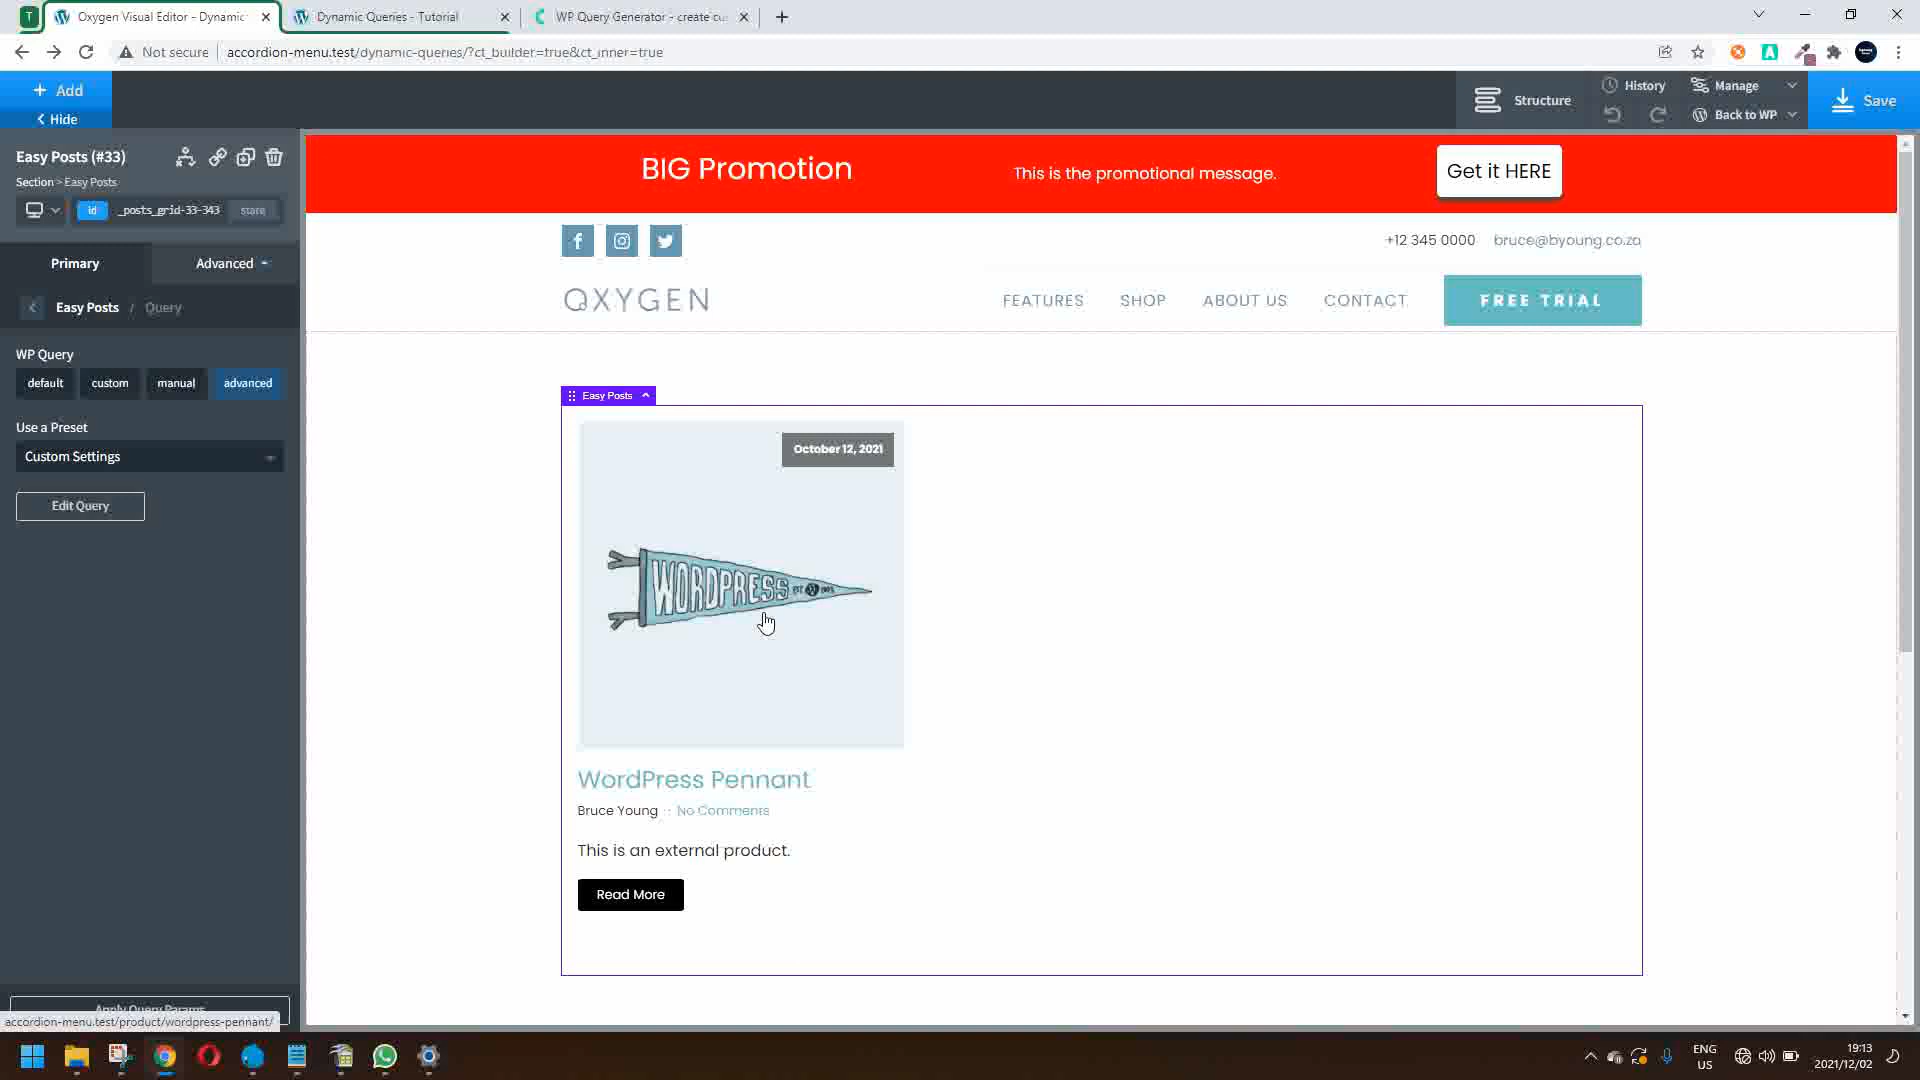 T
Oxygen Visual Editor - Dynamic
Dynamic Queries - Tutorial
WP Query Generator - create cu
Not secure
accordion-menu.test/dynamic-queries/?ct_builder=true&ct_inner=true
A
+ Add
Hide
Structure
History
Manage
Back to WP
Save
Easy Posts (#33)
Section > Easy Posts
id
_posts_grid-33-343
state
Primary
Advanced
Easy Posts / Query
WP Query
default
custom
manual
advanced
Use a Preset
Custom Settings
Edit Query
Apply Query Params
accordion-menu.test/product/wordpress-pennant/
BIG Promotion
This is the promotional message.
Get it HERE
+12 345 0000
bruce@byoung.co.za
OXYGEN
FEATURES
SHOP
ABOUT US
CONTACT
FREE TRIAL
Easy Posts
October 12, 2021
WORDPRESS
WordPress Pennant
Bruce Young
No Comments
This is an external product.
Read More
ENG
US
19:13
2021/12/02